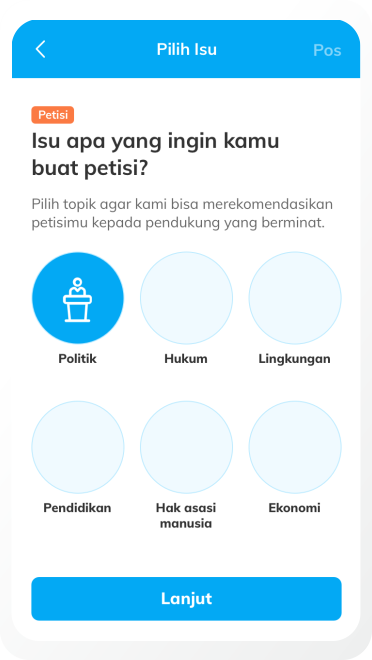 Pilih Isu
Pos
Petisi
Isu apa yang ingin kamu
buat petisi?
Pilih topik agar kami bisa merekomendasikan
petisimu kepada pendukung yang berminat.
Politik
Hukum
Lingkungan
Pendidikan
Hak asasi
manusia
Ekonomi
Lanjut